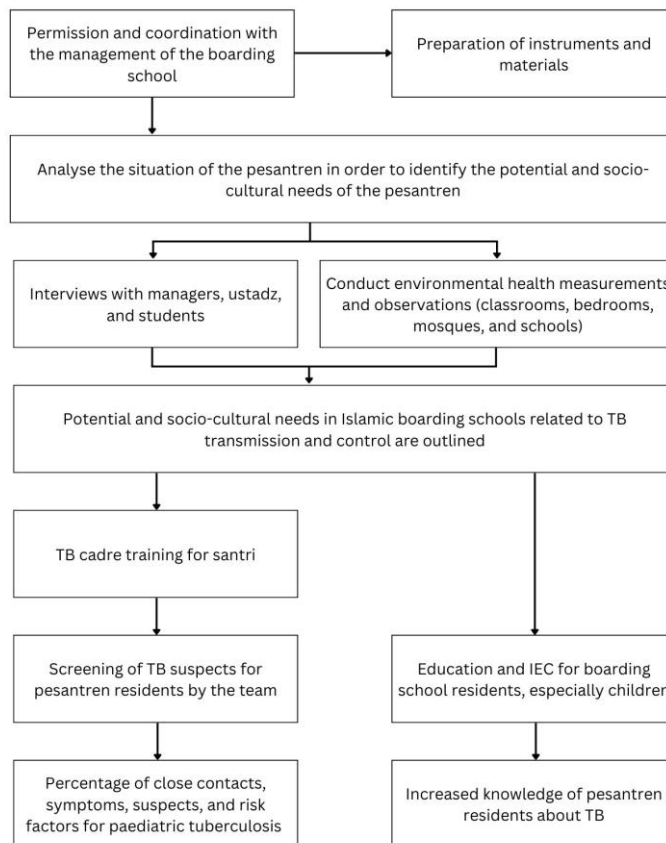 Permission and coordination with
the management of the boarding
school
Preparation of instruments and
materials
Analyse the situation of the pesantren in order to identify the potential and socio-
cultural needs of the pesantren
Interviews with managers, ustadz,
and students
Conduct environmental health measurements
and observations (classrooms, bedrooms,
mosques, and schools)
Potential and socio-cultural needs in Islamic boarding schools related to TB
transmission and control are outlined
TB cadre training for santri
Screening of TB suspects for
pesantren residents by the team
Education and IEC for boarding
school residents, especially children
Percentage of close contacts,
symptoms, suspects, and risk
factors for paediatric tuberculosis
Increased knowledge of pesantren
residents about TB